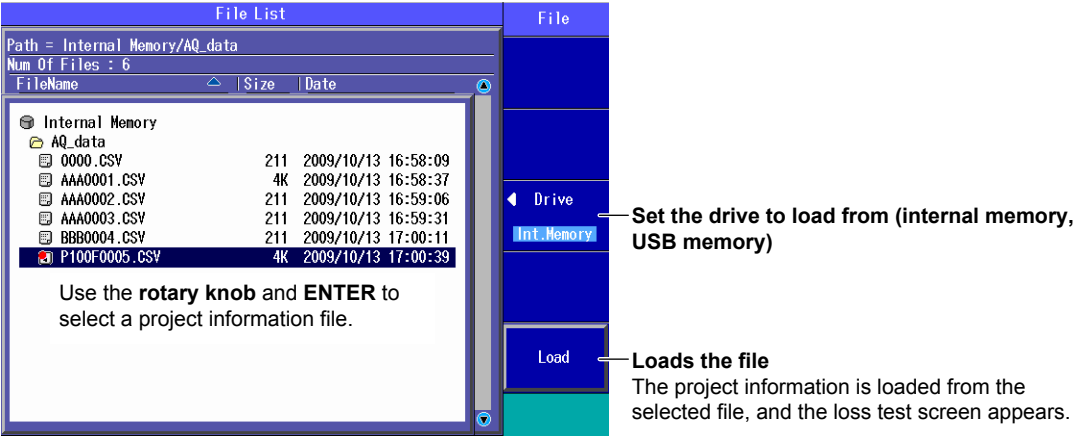 File List
File
Path = Internal Memory/AQ_data
Num Of Files : 6
FileName |Size |Date
Internal Memory
AQ_data
0000.CSV 211 2009/10/13 16:58:09
AAA0001.CSV 4K 2009/10/13 16:58:37
AAA0002.CSV 211 2009/10/13 16:59:06
AAA0003.CSV 211 2009/10/13 16:59:31
BBB0004.CSV 211 2009/10/13 17:00:11
P100F0005.CSV 4K 2009/10/13 17:00:39
Use the rotary knob and ENTER to
select a project information file.
Drive
Int.Memory
Set the drive to load from (internal memory,
USB memory)
Load
Loads the file
The project information is loaded from the
selected file, and the loss test screen appears.